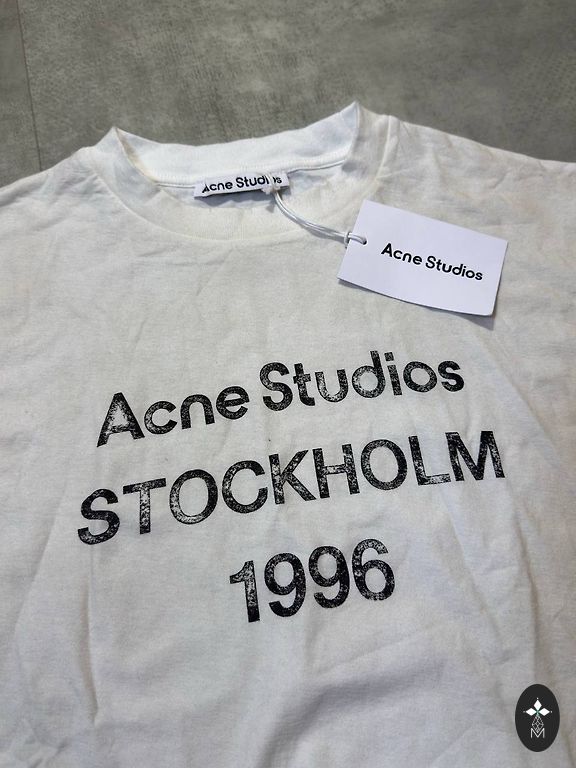 Acne Studios
Acne Studios
Acne Studios
STOCKHOLM
1996
M